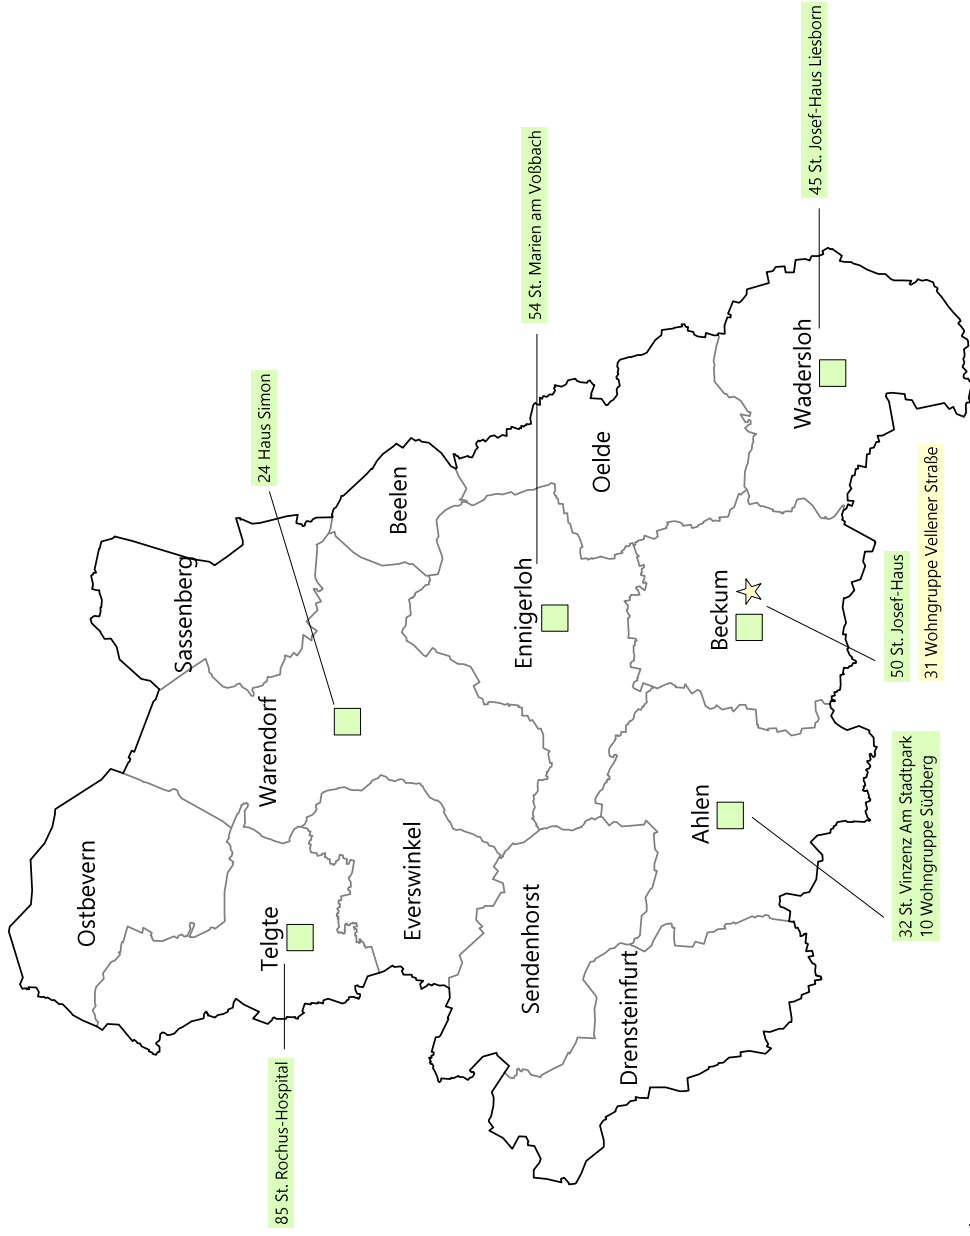 45 St. Josef-Haus Liesborn
54 St. Marien am Voßbach
24 Haus Simon
Wadersloh
Oelde
Beelen
Sassenberg
Ennigerloh
Beckum
50 St. Josef-Haus
31 Wohngruppe Vellener Straße
Warendorf
Ahlen
32 St. Vinzenz Am Stadtpark
10 Wohngruppe Südberg
Ostbevern
Everswinkel
Telgte
Sendenhorst
Drensteinfurt
85 St. Rochus-Hospital